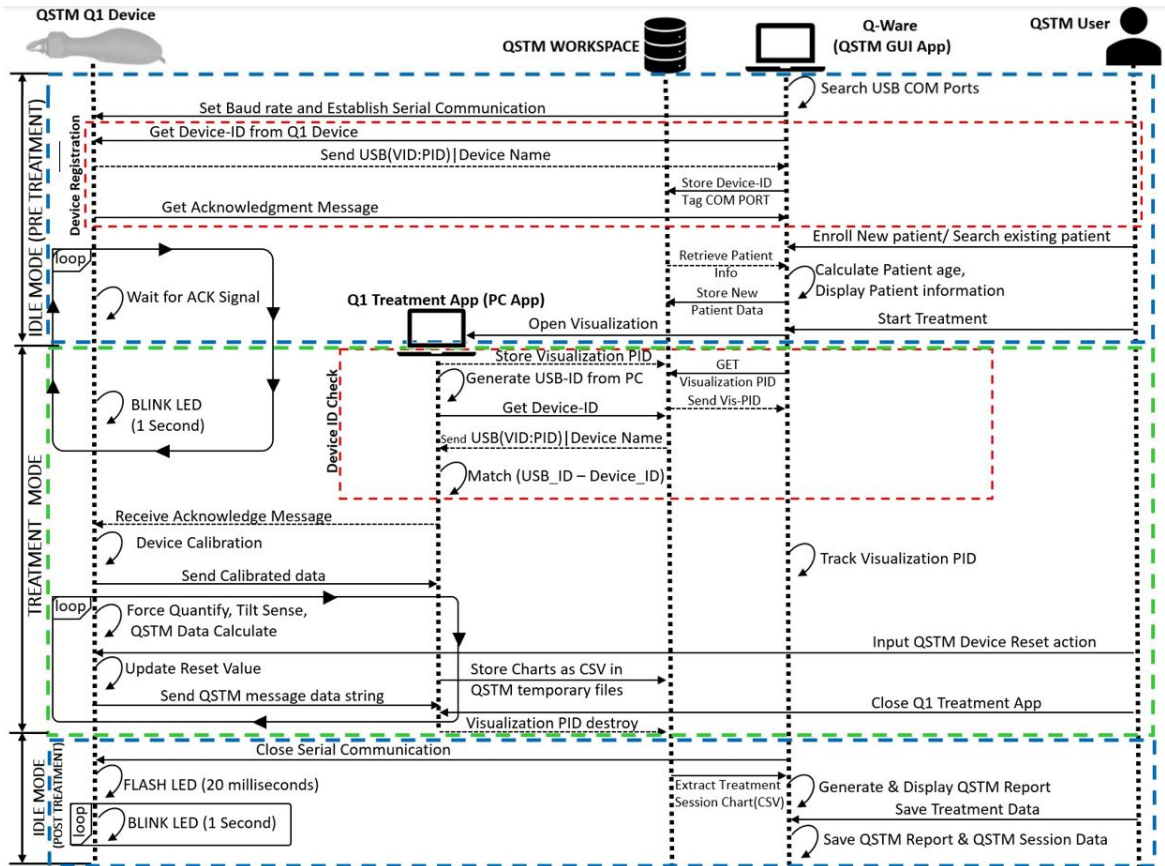 QSTM Q1 Device
QSTM WORKSPACE
Q-Ware
(QSTM GUI App)
QSTM User
IDLE MODE (PRE TREATMENT)
Search USB COM Ports
Set Baud rate and Establish Serial Communication
Device Registration
Get Device-ID from Q1 Device
Send USB(VID:PID)|Device Name
Store Device-ID
Tag COM PORT
Get Acknowledgment Message
Enroll New patient/ Search existing patient
loop
Retrieve Patient
Info
Calculate Patient age,
Display Patient information
Wait for ACK Signal
Q1 Treatment App (PC App)
Store New
Patient Data
Start Treatment
Open Visualization
TREATMENT MODE
Device ID Check
Store Visualization PID
GET
Visualization PID
Generate USB-ID from PC
Send Vis-PID
BLINK LED
(1 Second)
Get Device-ID
Send USB(VID:PID)|Device Name
Match (USB_ID – Device_ID)
Receive Acknowledge Message
Device Calibration
Track Visualization PID
Send Calibrated data
loop
Force Quantify, Tilt Sense,
QSTM Data Calculate
Input QSTM Device Reset action
Update Reset Value
Store Charts as CSV in
QSTM temporary files
Send QSTM message data string
Close Q1 Treatment App
Visualization PID destroy
IDLE MODE
(POST TREATMENT)
Close Serial Communication
FLASH LED (20 milliseconds)
Extract Treatment
Session Chart(CSV)
Generate & Display QSTM Report
Save Treatment Data
loop
BLINK LED (1 Second)
Save QSTM Report & QSTM Session Data